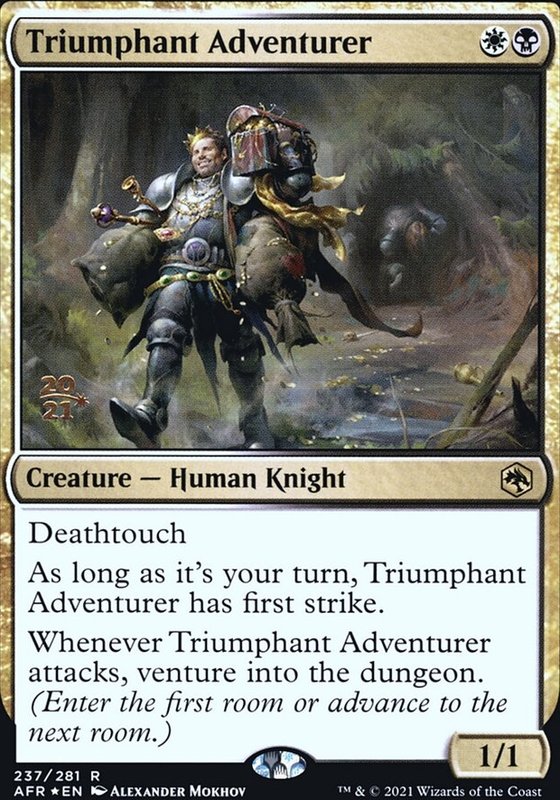 Triumphant Adventurer
20
21
Creature — Human Knight
Deathtouch
As long as it's your turn, Triumphant
Adventurer has first strike.
Whenever Triumphant Adventurer
attacks, venture into the dungeon.
(Enter the first room or advance to the
next room.)
1/1
237/281 R
AFR ★ EN Alexander Mokhov
™ & © 2021 Wizards of the Coast